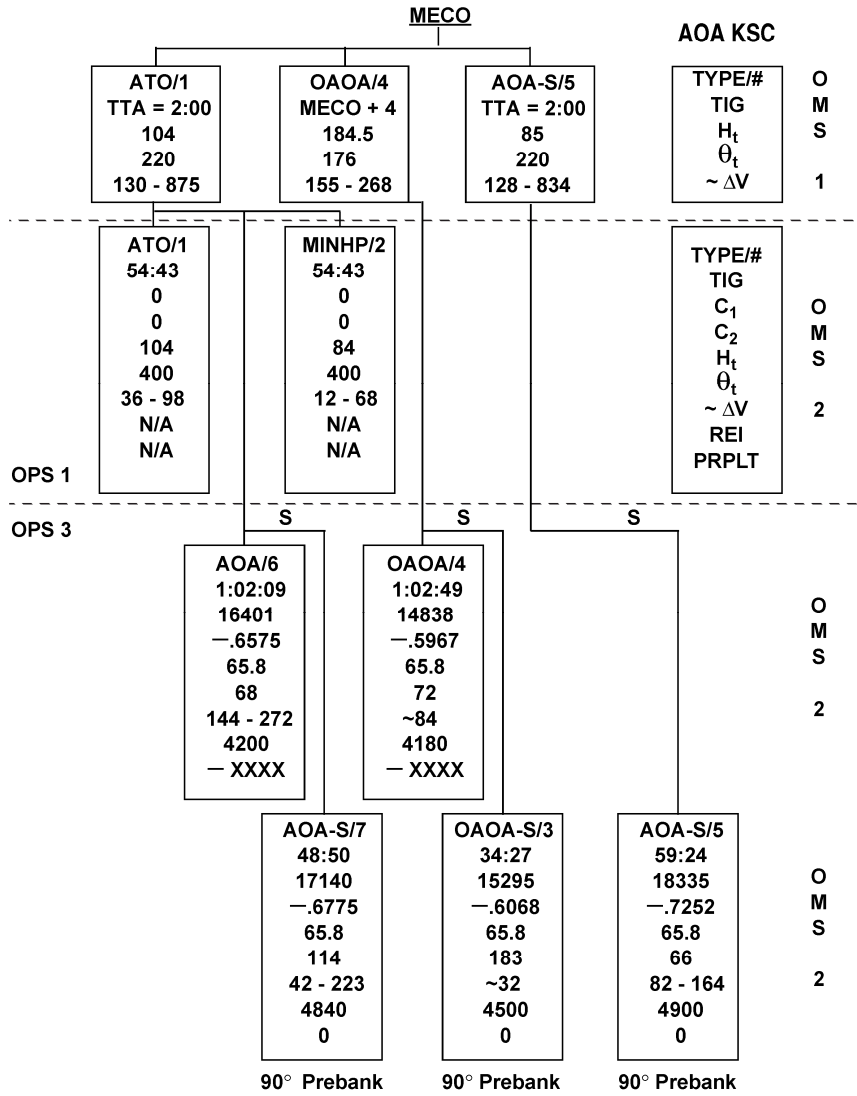 MECO
AOA KSC
ATO/1
TTA = 2:00
104
220
130 - 875
OAOA/4
MECO + 4
184.5
176
155 - 268
AOA-S/5
TTA = 2:00
85
220
128 - 834
TYPE/#
TIG
Ht
θt
~ ΔV
O
M
S
1
ATO/1
54:43
0
0
104
400
36 - 98
N/A
N/A
MINHP/2
54:43
0
0
84
400
12 - 68
N/A
N/A
TYPE/#
TIG
C1
C2
Ht
θt
~ ΔV
REI
PRPLT
O
M
S
2
OPS 1
OPS 3
S
S
S
AOA/6
1:02:09
16401
—.6575
65.8
68
144 - 272
4200
— XXXX
OAOA/4
1:02:49
14838
—.5967
65.8
72
~84
4180
— XXXX
O
M
S
2
AOA-S/7
48:50
17140
—.6775
65.8
114
42 - 223
4840
0
OAOA-S/3
34:27
15295
—.6068
65.8
183
~32
4500
0
AOA-S/5
59:24
18335
—.7252
65.8
66
82 - 164
4900
0
O
M
S
2
90° Prebank
90° Prebank
90° Prebank